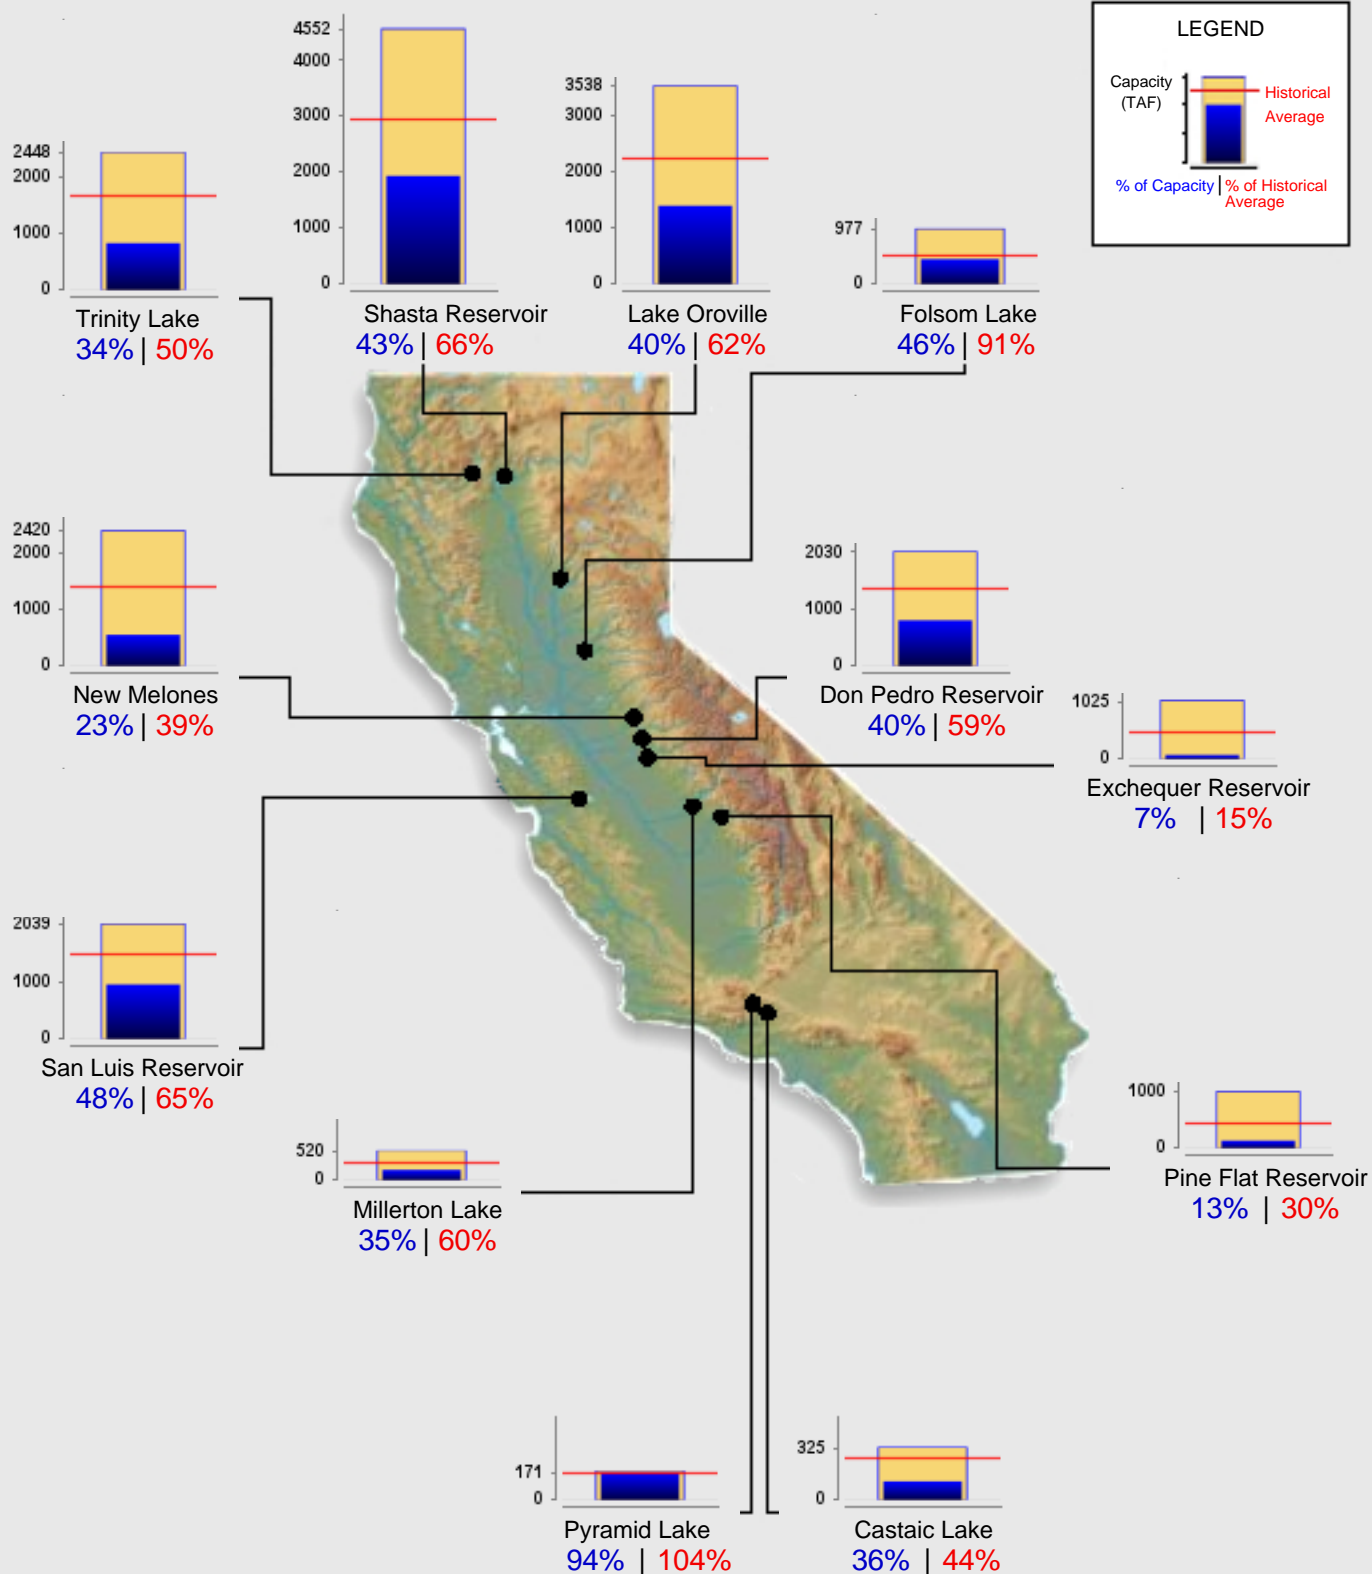 LEGEND
Capacity
(TAF)
Historical
Average
% of Capacity | % of Historical
Average
4552
4000
3000
2000
1000
0
Shasta Reservoir
43% | 66%
3538
3000
2000
1000
0
Lake Oroville
40% | 62%
2448
2000
1000
0
Trinity Lake
34% | 50%
977
0
Folsom Lake
46% | 91%
2420
2000
1000
0
New Melones
23% | 39%
2030
1000
0
Don Pedro Reservoir
40% | 59%
1025
0
Exchequer Reservoir
7% | 15%
2039
1000
0
San Luis Reservoir
48% | 65%
520
0
Millerton Lake
35% | 60%
1000
0
Pine Flat Reservoir
13% | 30%
171
0
Pyramid Lake
94% | 104%
325
0
Castaic Lake
36% | 44%